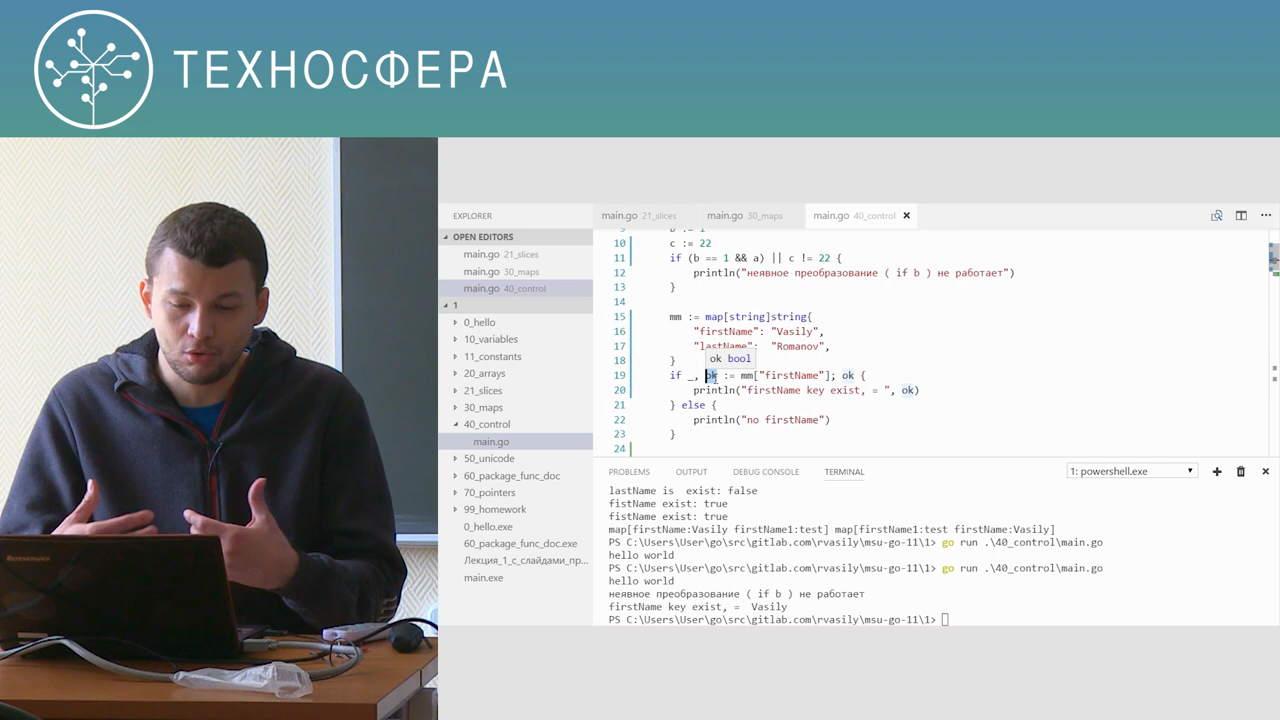 ТЕХНОСФЕРА
EXPLORER
OPEN EDITORS
main.go 21_slices
main.go 30_maps
main.go 40_control
1
0_hello
10_variables
11_constants
20_arrays
21_slices
30_maps
40_control
main.go
50_unicode
60_package_func_doc
70_pointers
99_homework
0_hello.exe
60_package_func_doc.exe
Лекция_1_с_слайдами_пр...
main.exe
main.go 21_slices main.go 30_maps main.go 40_control
9 b := 1
10 c := 22
11 if (b == 1 && a) || c != 22 {
12 println("неявное преобразование ( if b ) не работает")
13 }
14
15 mm := map[string]string{
16 "firstName": "Vasily",
17 "lastName": "Romanov",
ok bool
18 }
19 if _, ok := mm["firstName"]; ok {
20 println("firstName key exist, = ", ok)
21 } else {
22 println("no firstName")
23 }
24
PROBLEMS OUTPUT DEBUG CONSOLE TERMINAL 1: powershell.exe
lastName is  exist: false
fistName exist: true
fistName exist: true
map[firstName:Vasily firstName1:test] map[firstName1:test firstName:Vasily]
PS C:\Users\User\go\src\gitlab.com\rvasily\msu-go-11\1> go run .\40_control\main.go
hello world
PS C:\Users\User\go\src\gitlab.com\rvasily\msu-go-11\1> go run .\40_control\main.go
hello world
неявное преобразование ( if b ) не работает
firstName key exist, =  Vasily
PS C:\Users\User\go\src\gitlab.com\rvasily\msu-go-11\1>